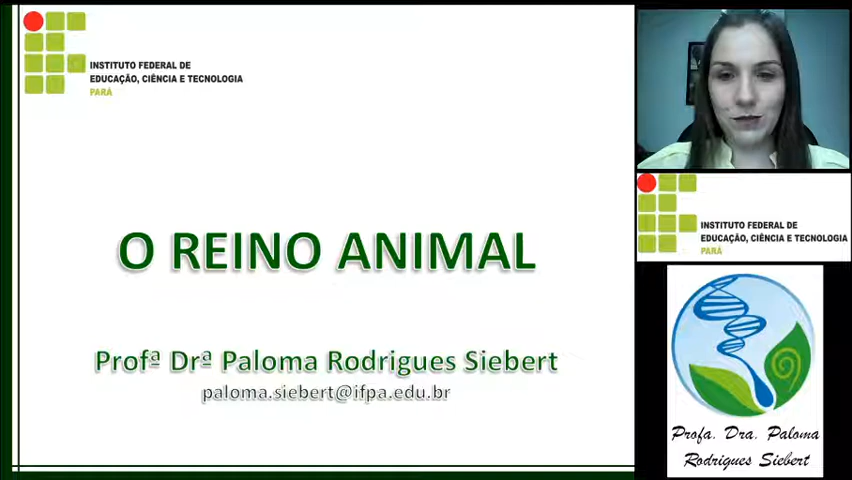 INSTITUTO FEDERAL DE
EDUCAÇÃO, CIÊNCIA E TECNOLOGIA
PARÁ
O REINO ANIMAL
Profª Drª Paloma Rodrigues Siebert
paloma.siebert@ifpa.edu.br
INSTITUTO FEDERAL DE
EDUCAÇÃO, CIÊNCIA E TECNOLOGIA
PARÁ
Profa. Dra. Paloma
Rodrigues Siebert